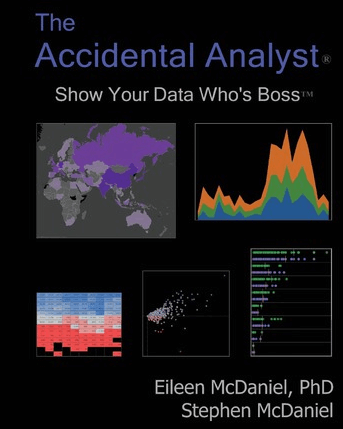 The
Accidental Analyst®
Show Your Data Who's Boss™
Eileen McDaniel, PhD
Stephen McDaniel